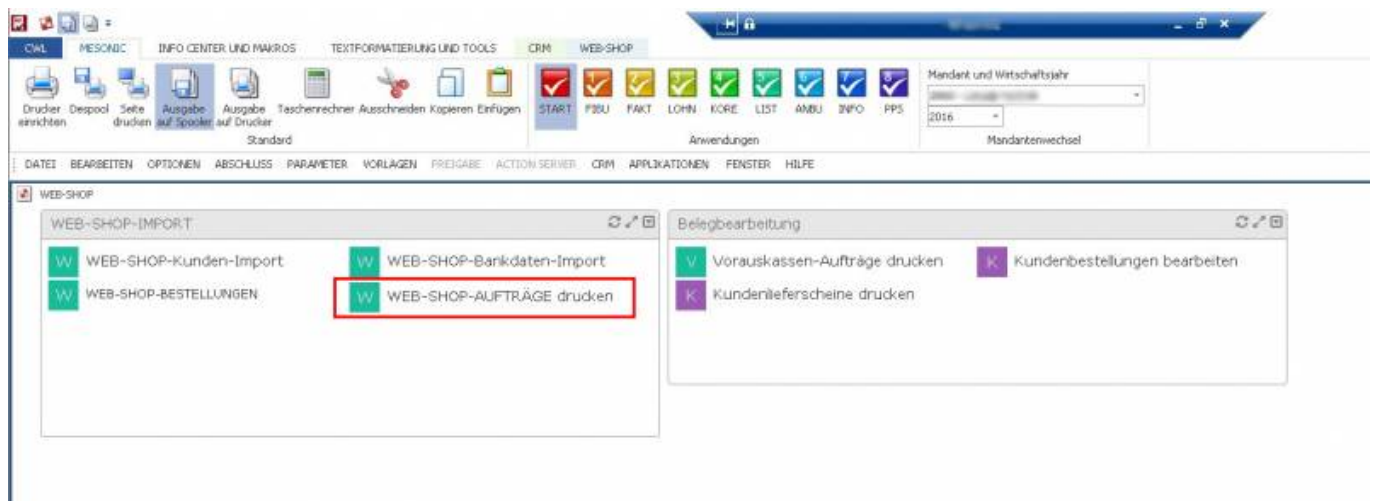 CWL MESONIC INFO CENTER UND MAKROS TEXTFORMATIERUNG UND TOOLS CRM WEB-SHOP
Drucker einrichten Despool Seite drucken Ausgabe auf Spooler Ausgabe auf Drucker Taschenrechner Ausschneiden Kopieren Einfügen START FIBU FAKT LOHN KORE LIST ANBU INFO PPS
Mandant und Wirtschaftsjahr
2016
Standard Anwendungen Mandantenwechsel
DATEI BEARBEITEN OPTIONEN ABSCHLUSS PARAMETER VORLAGEN FREIGABE ACTION SERVER CRM APPLIKATIONEN FENSTER HILFE
WEB-SHOP
WEB-SHOP-IMPORT
W WEB-SHOP-Kunden-Import W WEB-SHOP-Bankdaten-Import
W WEB-SHOP-BESTELLUNGEN W WEB-SHOP-AUFTRÄGE drucken
Belegbearbeitung
V Vorauskassen-Aufträge drucken K Kundenbestellungen bearbeiten
K Kundenlieferscheine drucken